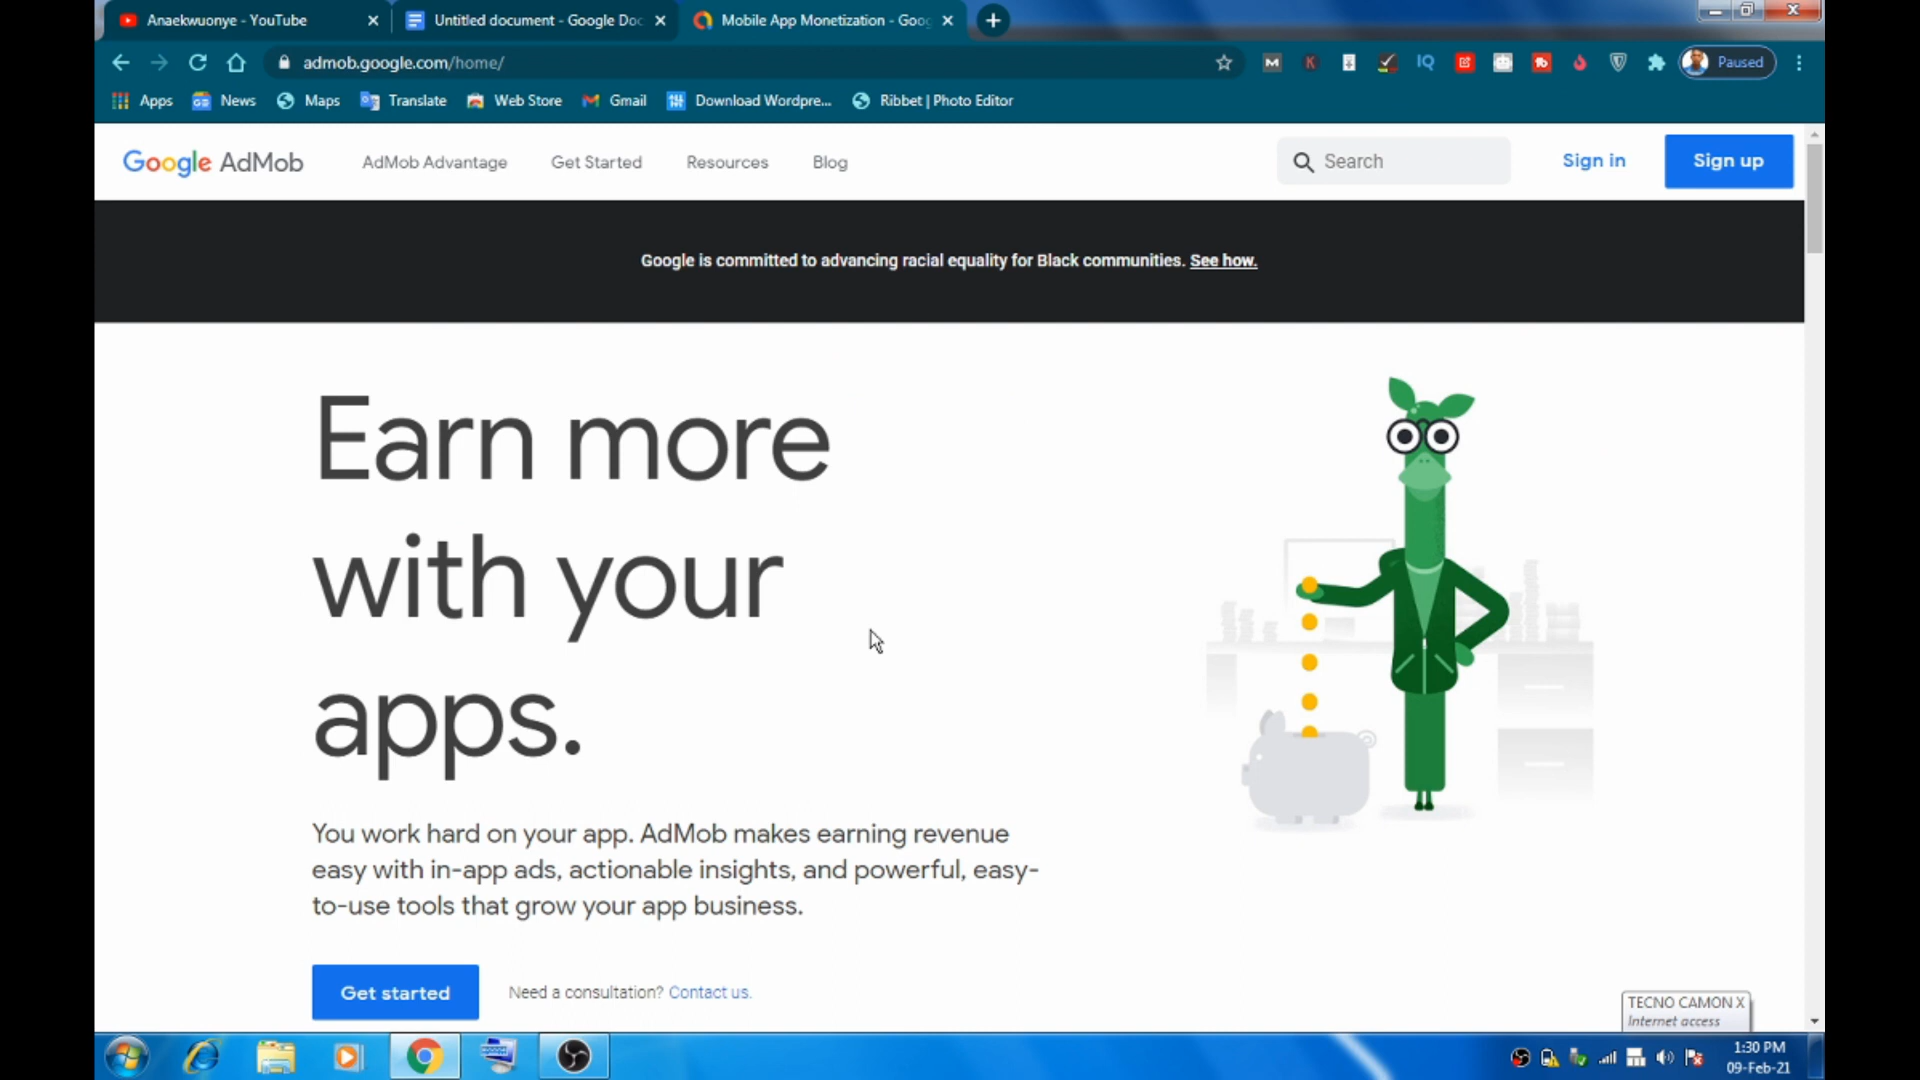 Anaekwuonye - YouTube
Untitled document - Google Doc
Mobile App Monetization - Goog
admob.google.com/home/
M
K
IQ
Paused
Apps
News
Maps
Translate
Web Store
Gmail
Download Wordpre...
Ribbet | Photo Editor
Google AdMob
AdMob Advantage
Get Started
Resources
Blog
Search
Sign in
Sign up
Google is committed to advancing racial equality for Black communities. See how.
Earn more
with your
apps.
You work hard on your app. AdMob makes earning revenue
easy with in-app ads, actionable insights, and powerful, easy-
to-use tools that grow your app business.
Get started
Need a consultation? Contact us.
TECNO CAMON X
Internet access
1:30 PM
09-Feb-21